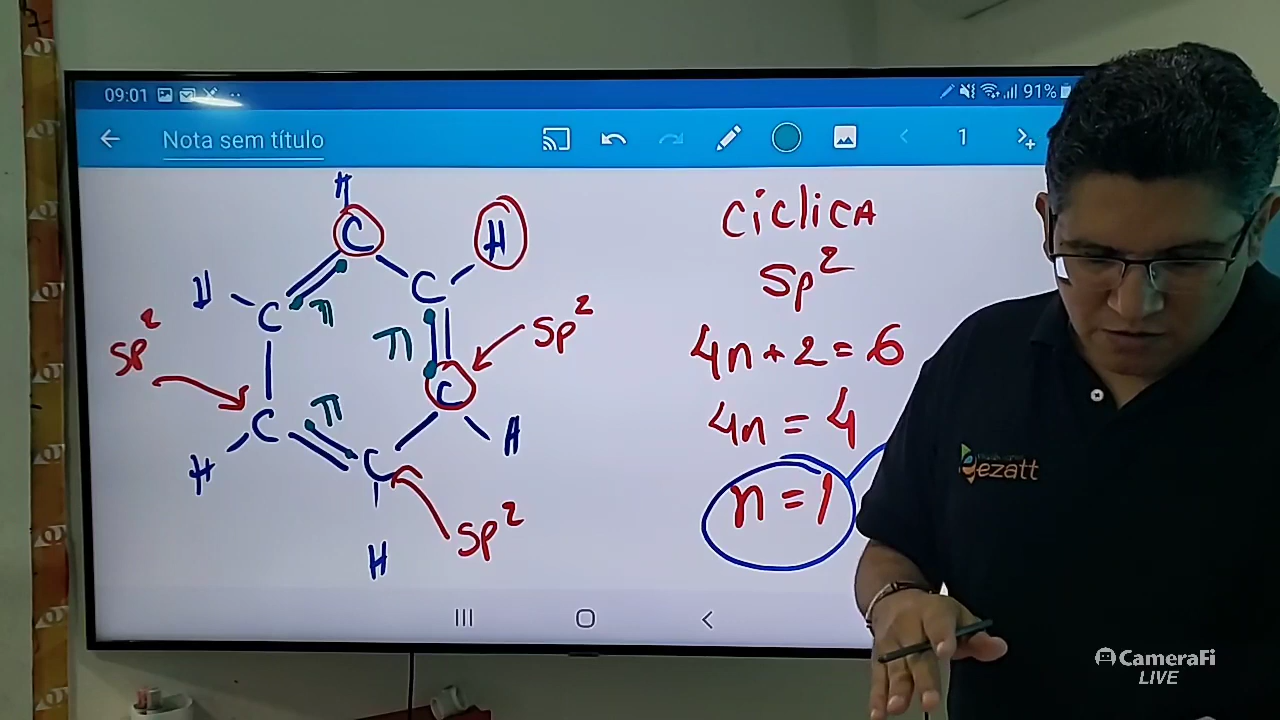 09:01
91%
Nota sem título
1
H
C
H
C
H
C
π
π
sp²
sp²
C
C
π
H
H
C
sp²
H
CíclicA
sp²
4n+2=6
4n=4
n=1
ezatt
CameraFi
LIVE